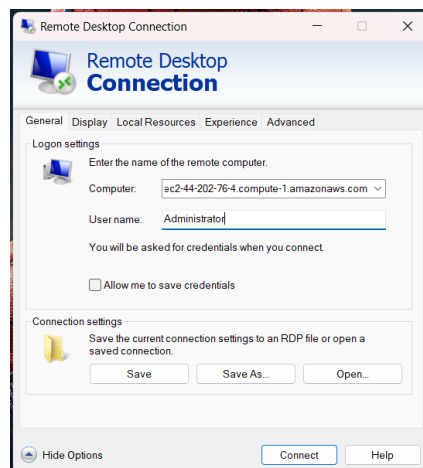 Remote Desktop Connection
Remote Desktop
Connection
General Display Local Resources Experience Advanced
Logon settings
Enter the name of the remote computer.
Computer: ec2-44-202-76-4.compute-1.amazonaws.com
User name: Administrator
You will be asked for credentials when you connect.
Allow me to save credentials
Connection settings
Save the current connection settings to an RDP file or open a
saved connection.
Save Save As... Open...
Hide Options Connect Help